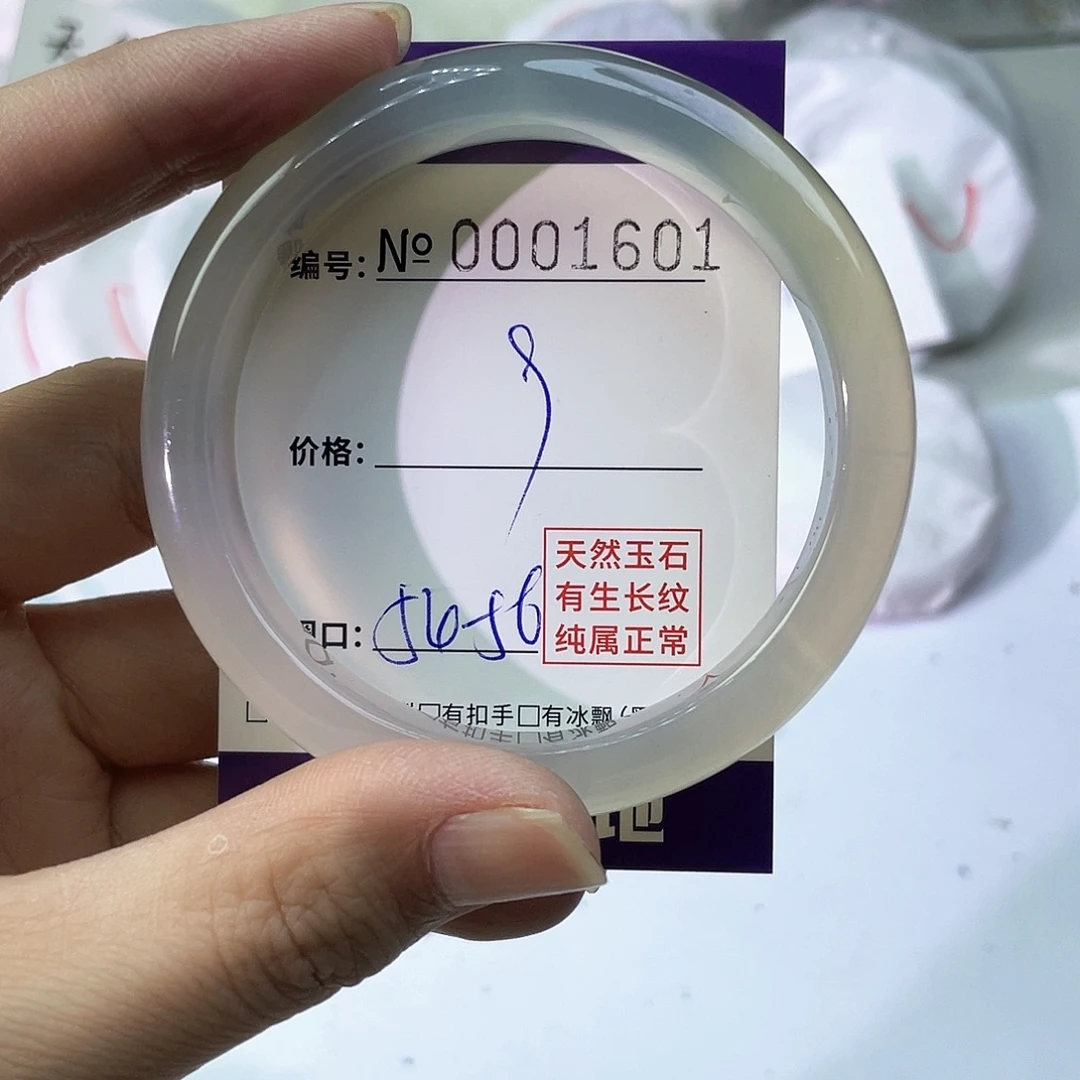 编号: № 0001601
价格:
口: 56-56
天然玉石
有生长纹
纯属正常
□有扣手□有冰飘
地